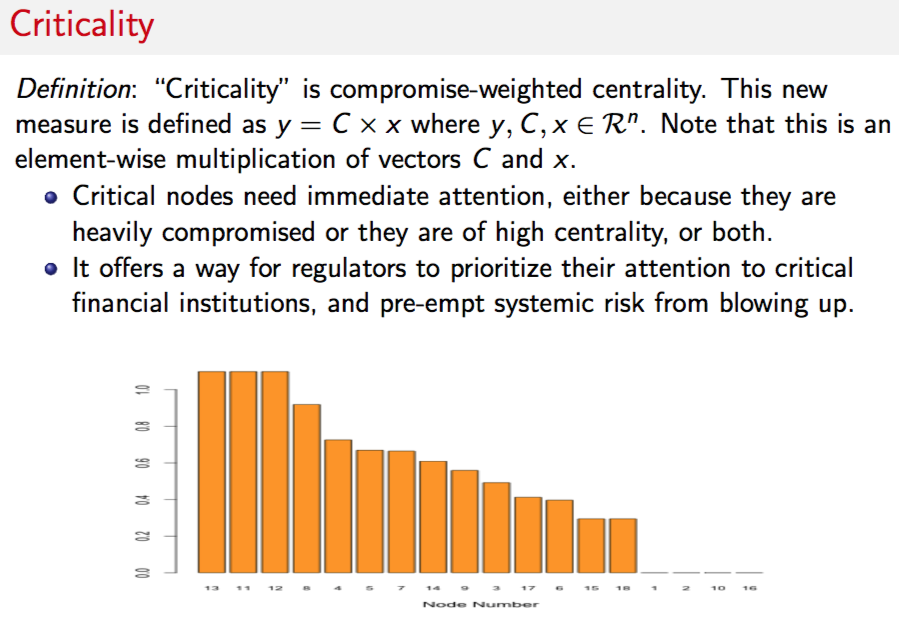 Criticality
Definition: “Criticality” is compromise-weighted centrality. This new
measure is defined as y = C × x where y, C, x ∈ ℛⁿ. Note that this is an
element-wise multiplication of vectors C and x.
Critical nodes need immediate attention, either because they are
heavily compromised or they are of high centrality, or both.
It offers a way for regulators to prioritize their attention to critical
financial institutions, and pre-empt systemic risk from blowing up.
1.0
0.8
0.6
0.4
0.2
0.0
13 11 12 8 4 5 7 14 9 3 17 6 15 18 1 2 10 16
Node Number